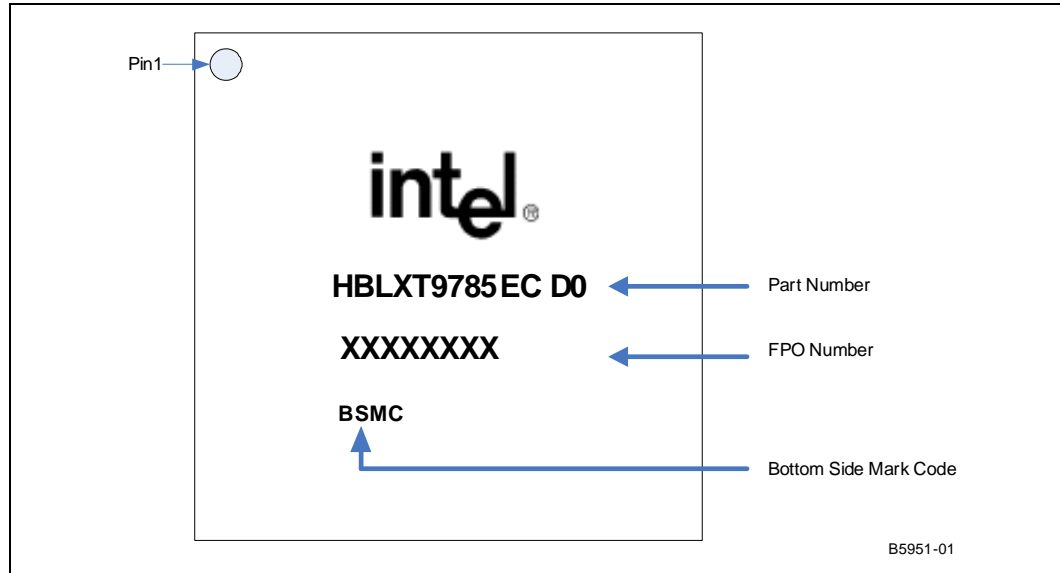 Pin1
intel®
HBLXT9785EC D0
Part Number
XXXXXXXX
FPO Number
BSMC
Bottom Side Mark Code
B5951-01